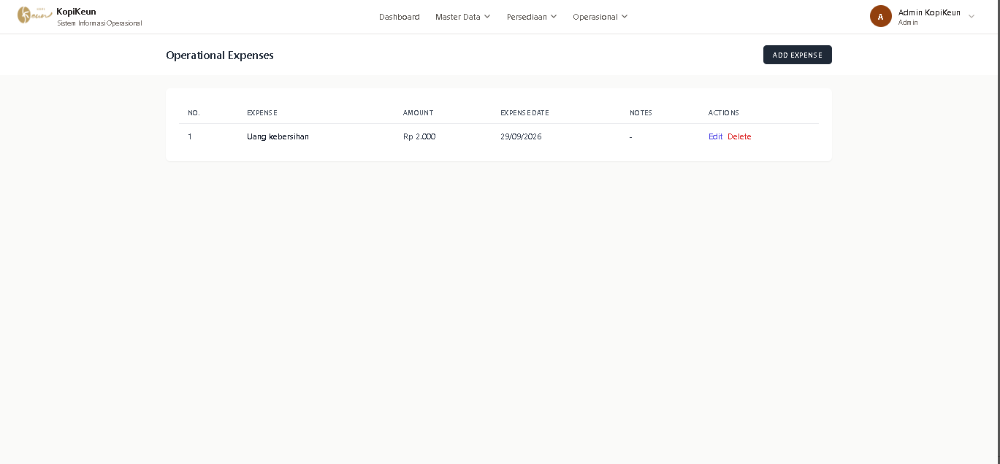 KopiKeun
Sistem Informasi Operasional
Dashboard
Master Data
Persediaan
Operasional
A
Admin KopiKeun
Admin
Operational Expenses
ADD EXPENSE
NO. EXPENSE AMOUNT EXPENSE DATE NOTES ACTIONS
1 Uang kebersihan Rp 2.000 29/09/2026 - Edit Delete